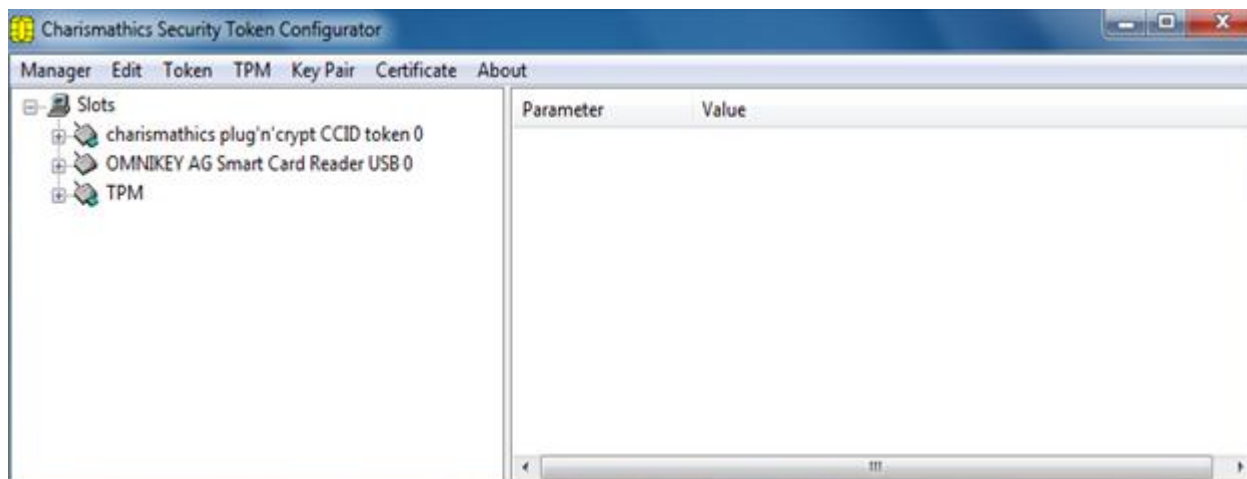 Charismathics Security Token Configurator
Manager Edit Token TPM Key Pair Certificate About
Slots
charismathics plug'n'crypt CCID token 0
OMNIKEY AG Smart Card Reader USB 0
TPM
Parameter Value